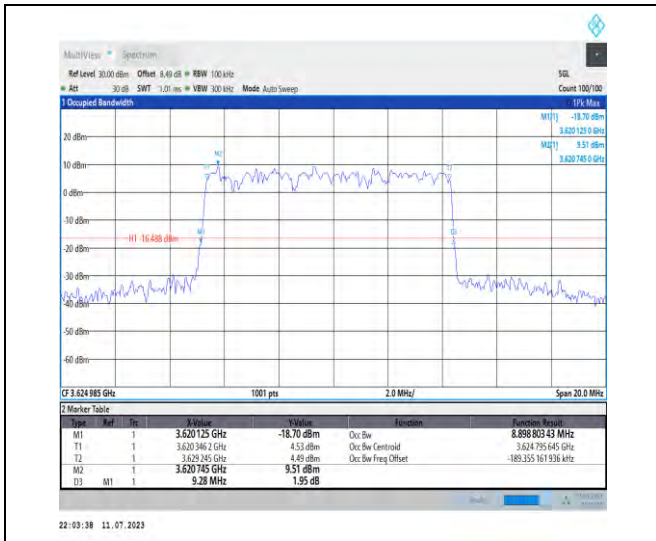 MultiView Spectrum
Ref Level 30.00 dBm Offset 8.49 dB RBW 100 kHz SGL
Att 30 dB SWT 1.01 ms VBW 300 kHz Mode Auto Sweep Count 100/100
1 Occupied Bandwidth 1Pk Max
M1[1] -18.70 dBm
3.620 125 0 GHz
20 dBm
M2[1] 9.51 dBm
3.620 745 0 GHz
M2
10 dBm
T1 T2
0 dBm
-10 dBm
M1 D3
H1 -16.488 dBm
-20 dBm
-30 dBm
-40 dBm
-50 dBm
-60 dBm
CF 3.624 985 GHz 1001 pts 2.0 MHz/ Span 20.0 MHz
2 Marker Table
Type Ref Trc X-Value Y-Value Function Function Result
M1 1 3.620 125 GHz -18.70 dBm Occ Bw 8.898 803 43 MHz
T1 1 3.620 346 2 GHz 4.53 dBm Occ Bw Centroid 3.624 795 645 GHz
T2 1 3.629 245 GHz 4.49 dBm Occ Bw Freq Offset -189.355 161 936 kHz
M2 1 3.620 745 GHz 9.51 dBm
D3 M1 1 9.28 MHz 1.95 dB
22:03:38 11.07.2023